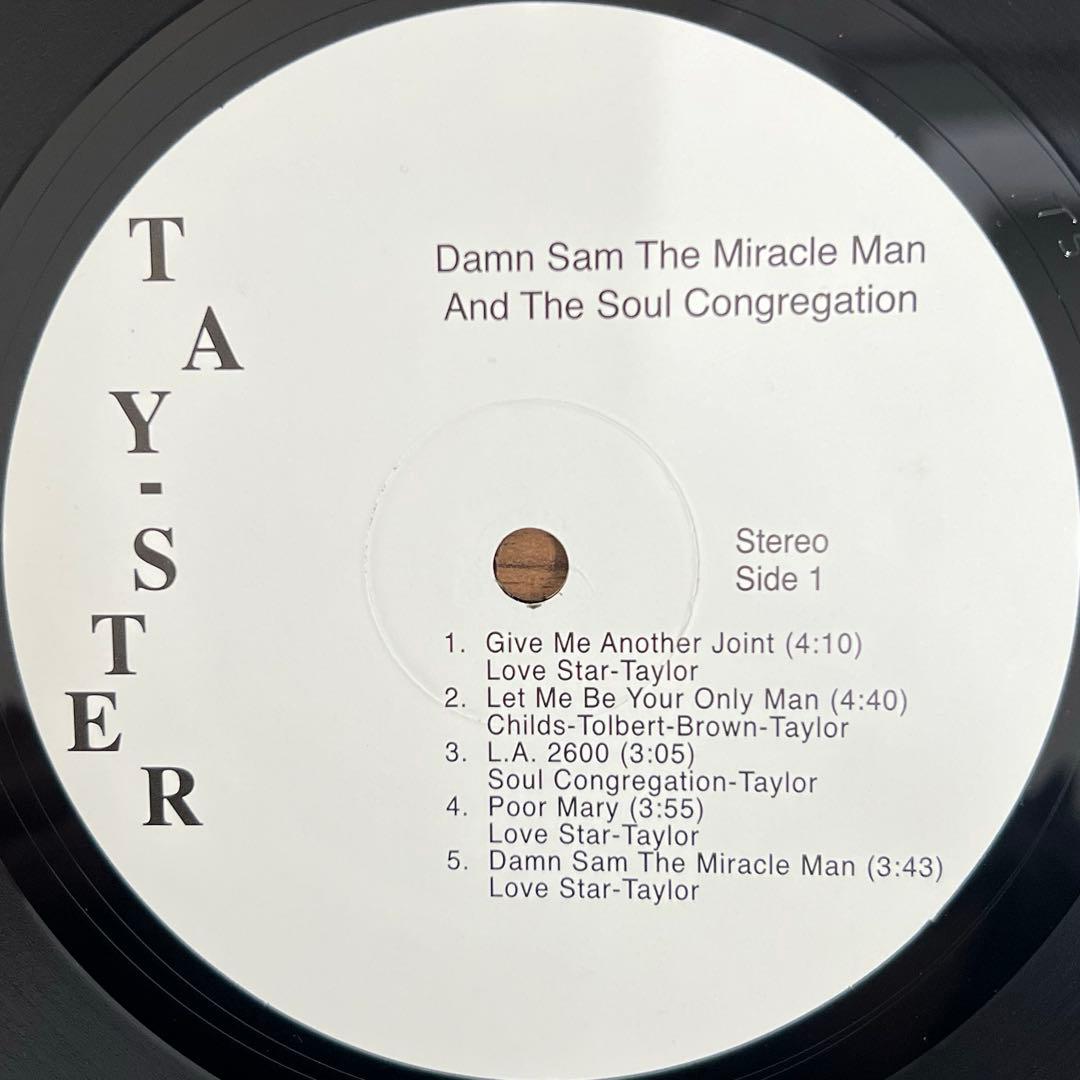 TAY-STER
Damn Sam The Miracle Man
And The Soul Congregation
Stereo
Side 1
1. Give Me Another Joint (4:10)
Love Star-Taylor
2. Let Me Be Your Only Man (4:40)
Childs-Tolbert-Brown-Taylor
3. L.A. 2600 (3:05)
Soul Congregation-Taylor
4. Poor Mary (3:55)
Love Star-Taylor
5. Damn Sam The Miracle Man (3:43)
Love Star-Taylor